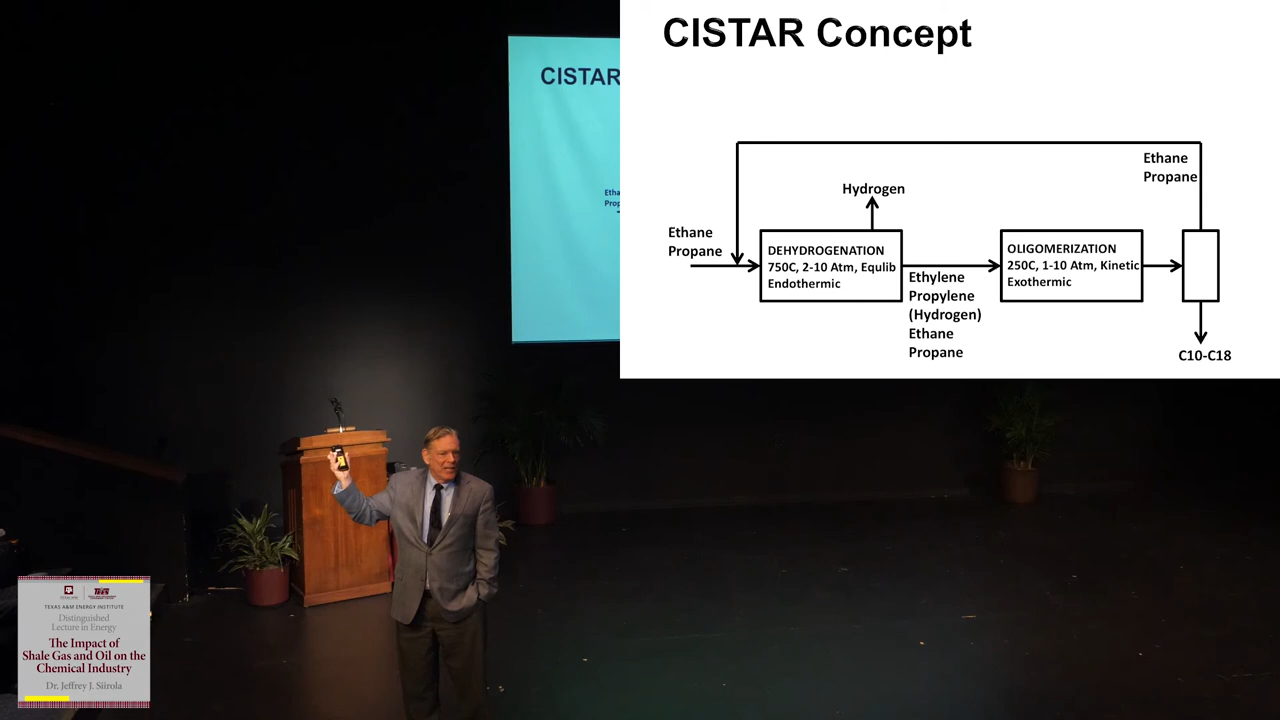 CISTAR Concept
Ethane
Propane
Hydrogen
Ethane
Propane
DEHYDROGENATION
750C, 2-10 Atm, Equlib
Endothermic
Ethylene
Propylene
(Hydrogen)
Ethane
Propane
OLIGOMERIZATION
250C, 1-10 Atm, Kinetic
Exothermic
C10-C18
CISTAR
Etha
Prop
TEXAS A&M ENERGY INSTITUTE
Distinguished
Lecture in Energy
The Impact of
Shale Gas and Oil on the
Chemical Industry
Dr. Jeffrey J. Siirola